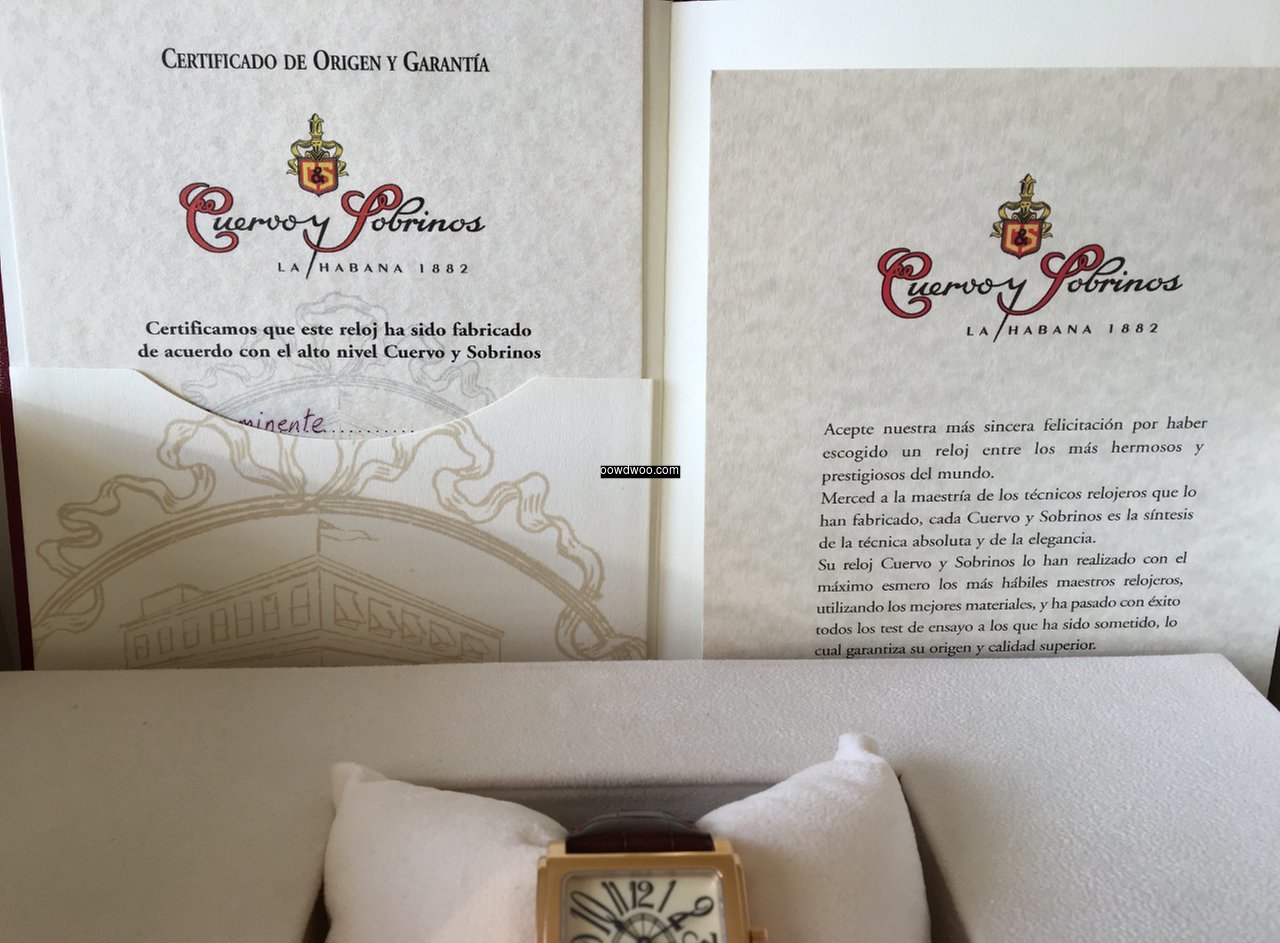 CERTIFICADO DE ORIGEN Y GARANTÍA
C&S
Cuervo y Sobrinos
LA HABANA 1882
Certificamos que este reloj ha sido fabricado
de acuerdo con el alto nivel Cuervo y Sobrinos
minente..........
C&S
Cuervo y Sobrinos
LA HABANA 1882
Acepte nuestra más sincera felicitación por haber
escogido un reloj entre los más hermosos y
prestigiosos del mundo.
Merced a la maestría de los técnicos relojeros que lo
han fabricado, cada Cuervo y Sobrinos es la síntesis
de la técnica absoluta y de la elegancia.
Su reloj Cuervo y Sobrinos lo han realizado con el
máximo esmero los más hábiles maestros relojeros,
utilizando los mejores materiales, y ha pasado con éxito
todos los test de ensayo a los que ha sido sometido, lo
cual garantiza su origen y calidad superior.
powdwoo.com
10 11 12 1 2